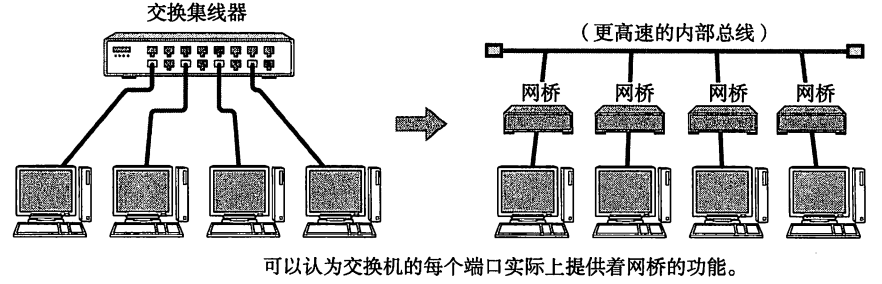 交换集线器
（更高速的内部总线）
网桥 网桥 网桥 网桥
可以认为交换机的每个端口实际上提供着网桥的功能。